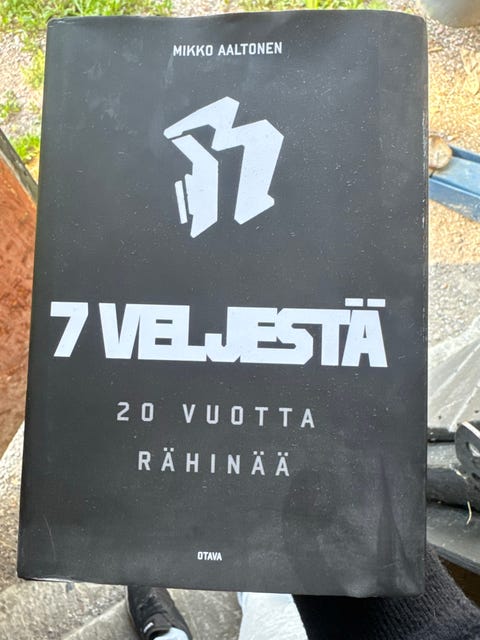 MIKKO AALTONEN
7 VELJESTÄ
20 VUOTTA
RÄHINÄÄ
OTAVA